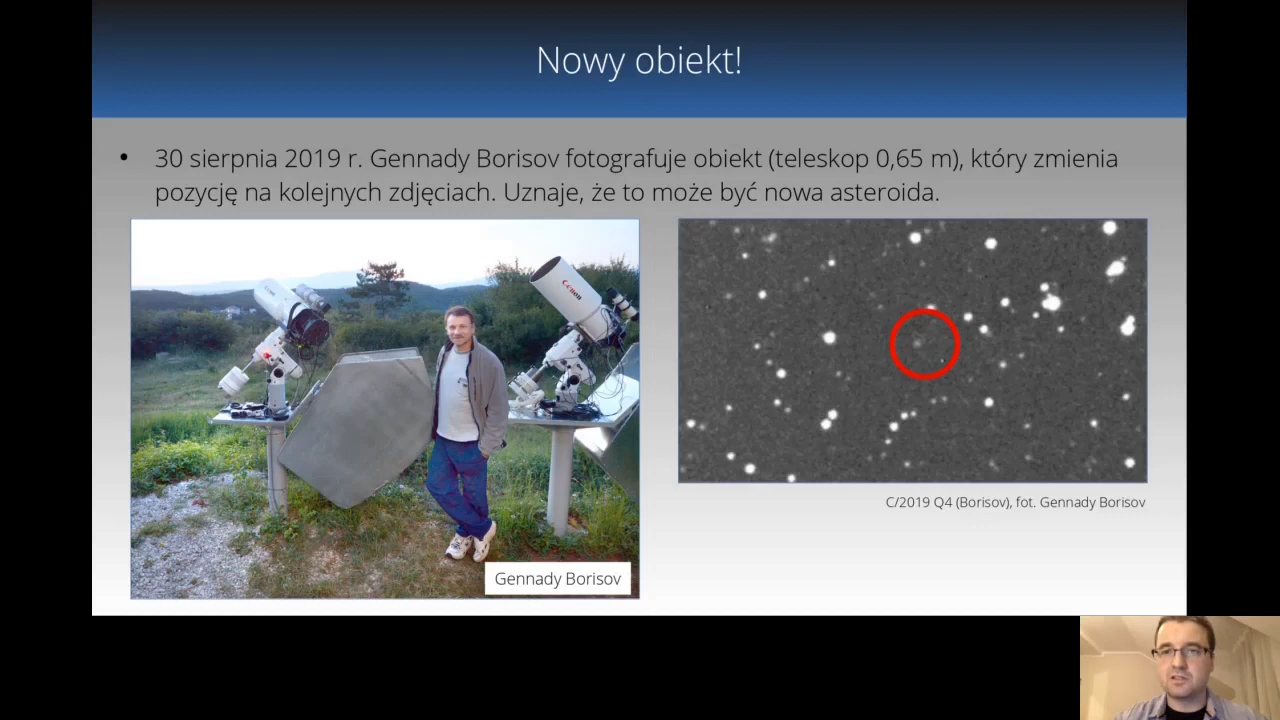 Nowy obiekt!
• 30 sierpnia 2019 r. Gennady Borisov fotografuje obiekt (teleskop 0,65 m), który zmienia
pozycję na kolejnych zdjęciach. Uznaje, że to może być nowa asteroida.
Canon
C/2019 Q4 (Borisov), fot. Gennady Borisov
Gennady Borisov